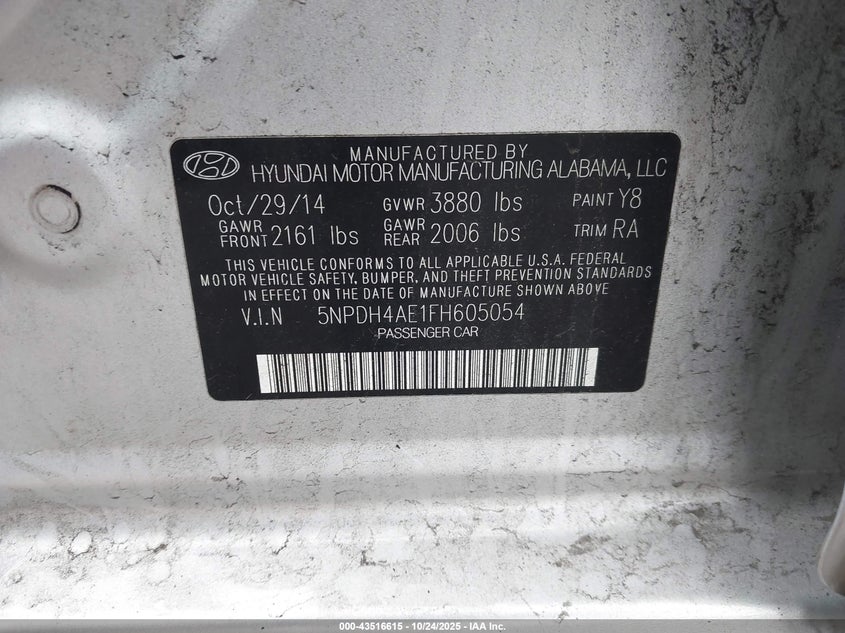 MANUFACTURED BY
HYUNDAI MOTOR MANUFACTURING ALABAMA, LLC
Oct/29/14 GVWR 3880 lbs PAINT Y8
GAWR FRONT 2161 lbs GAWR REAR 2006 lbs TRIM RA
THIS VEHICLE CONFORMS TO ALL APPLICABLE U.S.A. FEDERAL
MOTOR VEHICLE SAFETY, BUMPER, AND THEFT PREVENTION STANDARDS
IN EFFECT ON THE DATE OF MANUFACTURE SHOWN ABOVE
V.I.N 5NPDH4AE1FH605054
PASSENGER CAR
000-43516615 - 10/24/2025 - IAA Inc.